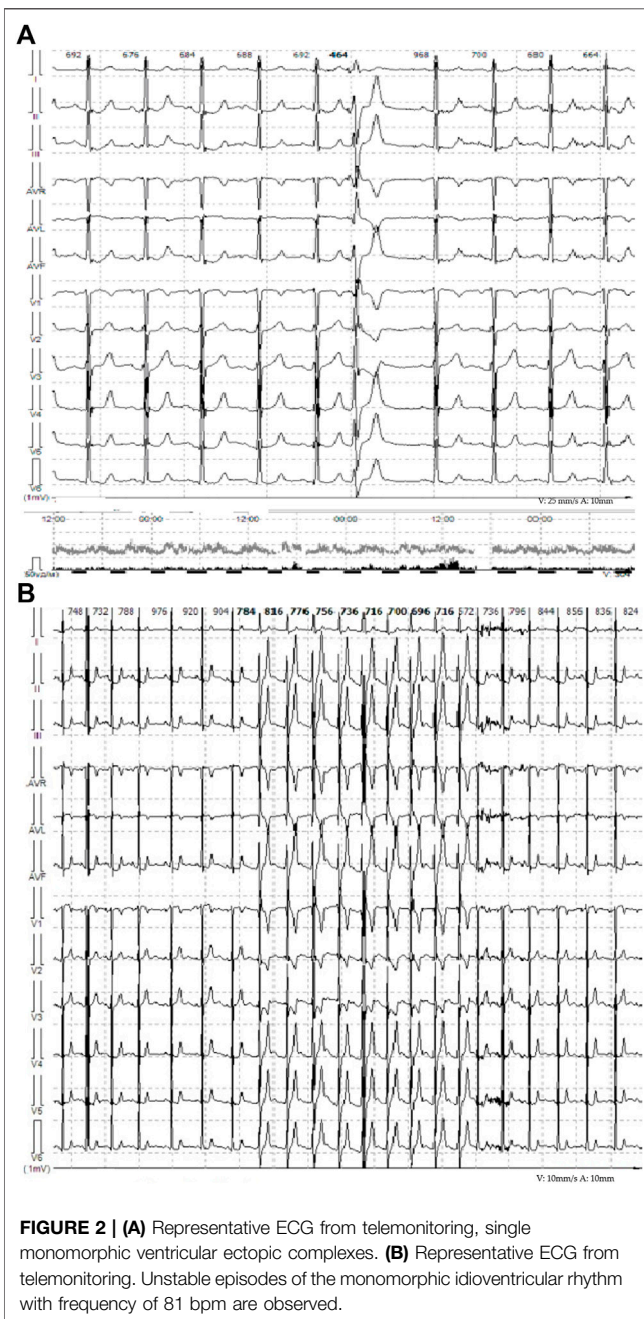 A
692 676 684 688 692 464 968 700 680 664
I
II
III
AVR
AVL
AVF
V1
V2
V3
V4
V5
V6
(1mV)
V: 25 mm/s A: 10mm
12:00 00:00 12:00 00:00 12:00 00:00
B
748 732 788 976 920 904 784 816 776 756 736 716 700 696 716 572 736 796 844 856 836 824
II
III
AVR
AVL
AVF
V1
V2
V3
V4
V5
V6
(1mV)
V: 10mm/s A: 10mm
FIGURE 2 | (A) Representative ECG from telemonitoring, single
monomorphic ventricular ectopic complexes. (B) Representative ECG from
telemonitoring. Unstable episodes of the monomorphic idioventricular rhythm
with frequency of 81 bpm are observed.